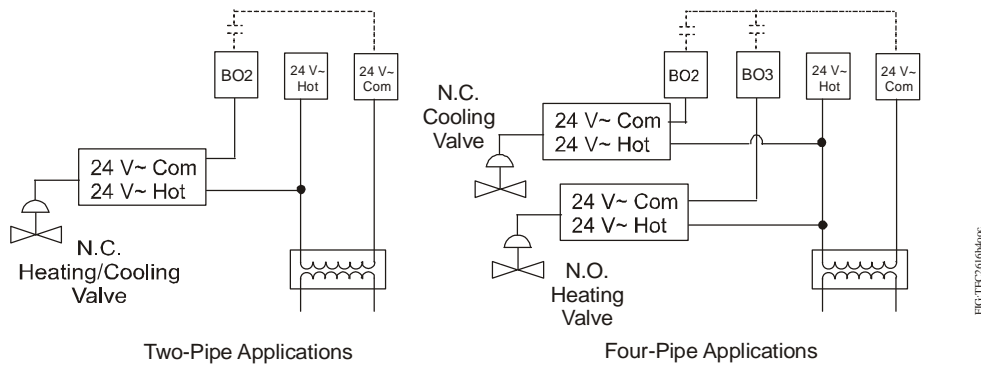 BO2
24 V~
Hot
24 V~
Com
24 V~ Com
24 V~ Hot
N.C.
Heating/Cooling
Valve
Two-Pipe Applications
BO2
BO3
24 V~
Hot
24 V~
Com
N.C.
Cooling
Valve
24 V~ Com
24 V~ Hot
24 V~ Com
24 V~ Hot
N.O.
Heating
Valve
Four-Pipe Applications